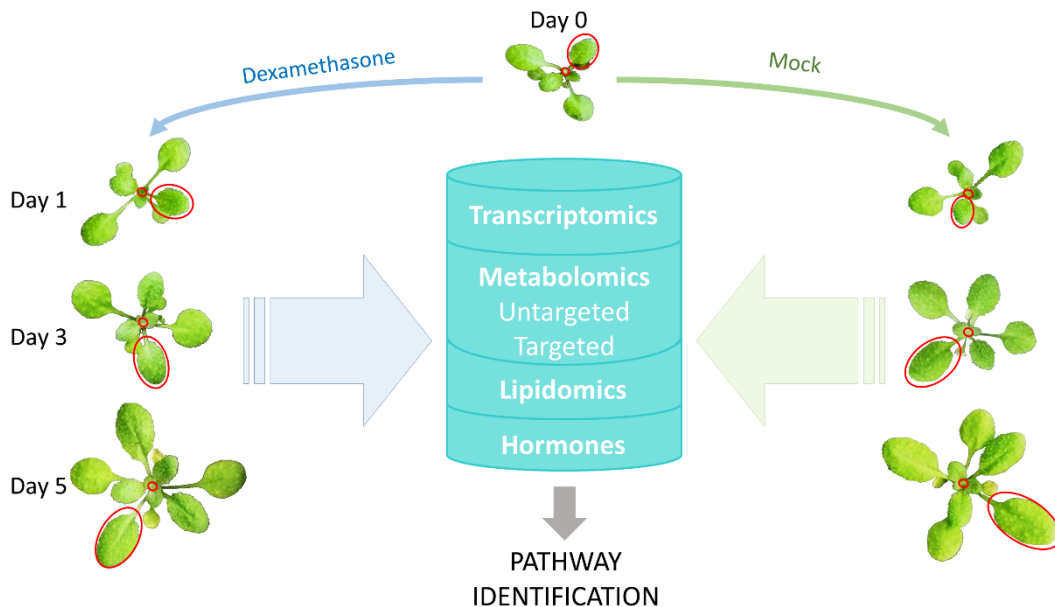 Day 0
Dexamethasone
Mock
Day 1
Transcriptomics
Metabolomics
Untargeted
Day 3
Targeted
Lipidomics
Hormones
Day 5
PATHWAY
IDENTIFICATION